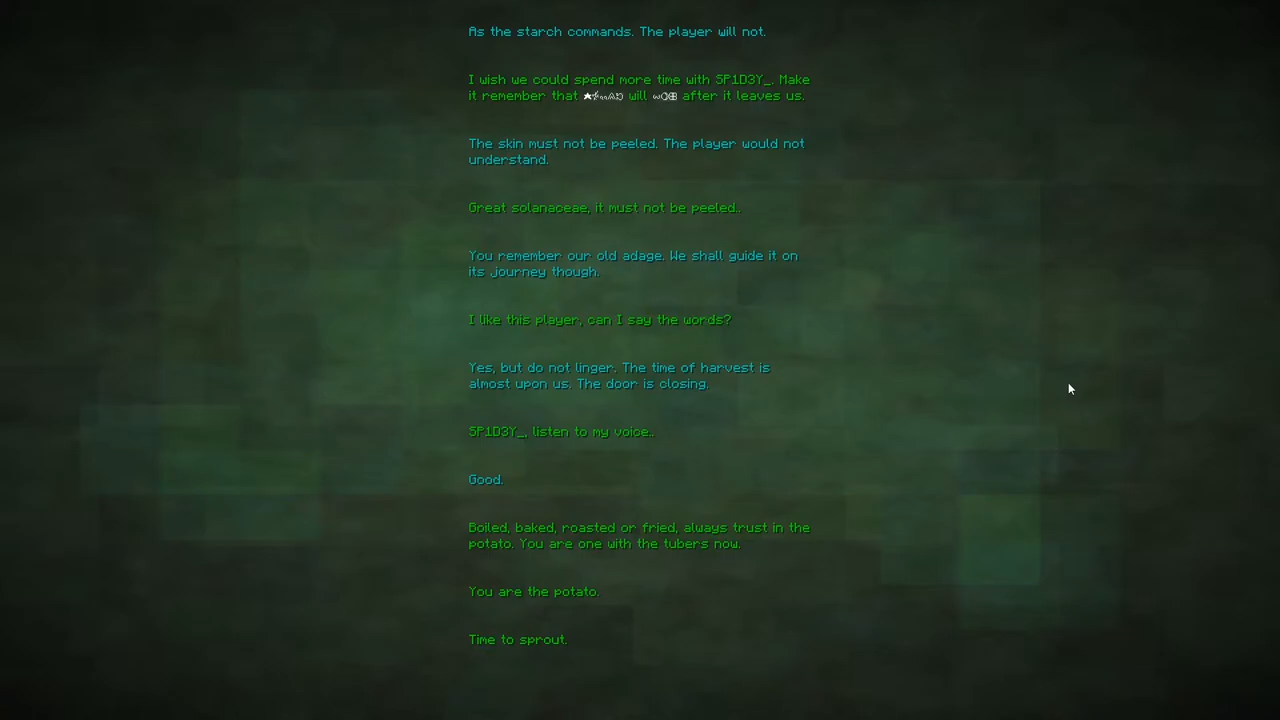 As the starch commands. The player will not.
I wish we could spend more time with SP1D3Y_. Make
it remember that will after it leaves us.
The skin must not be peeled. The player would not
understand.
Great solanaceae, it must not be peeled..
You remember our old adage. We shall guide it on
its journey though.
I like this player, can I say the words?
Yes, but do not linger. The time of harvest is
almost upon us. The door is closing.
SP1D3Y_, listen to my voice..
Good.
Boiled, baked, roasted or fried, always trust in the
potato. You are one with the tubers now.
You are the potato.
Time to sprout.